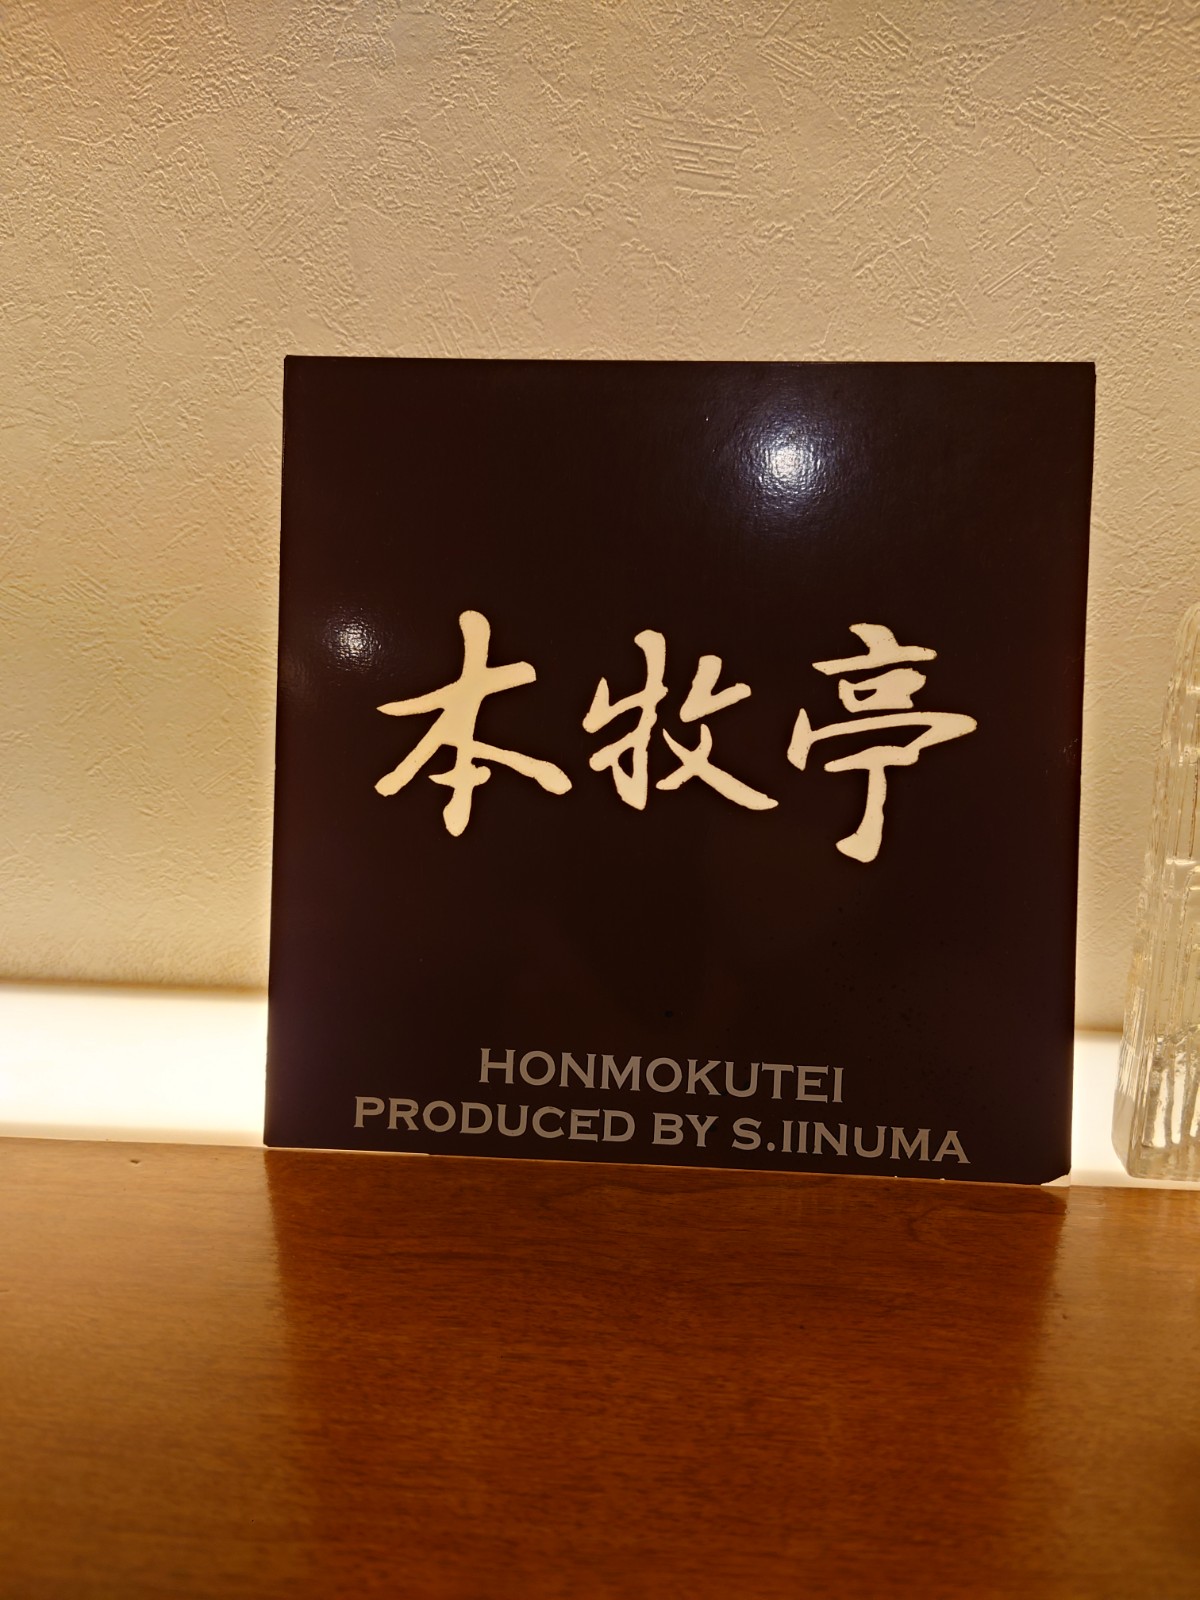 本牧亭
HONMOKUTEI
PRODUCED BY S.IINUMA